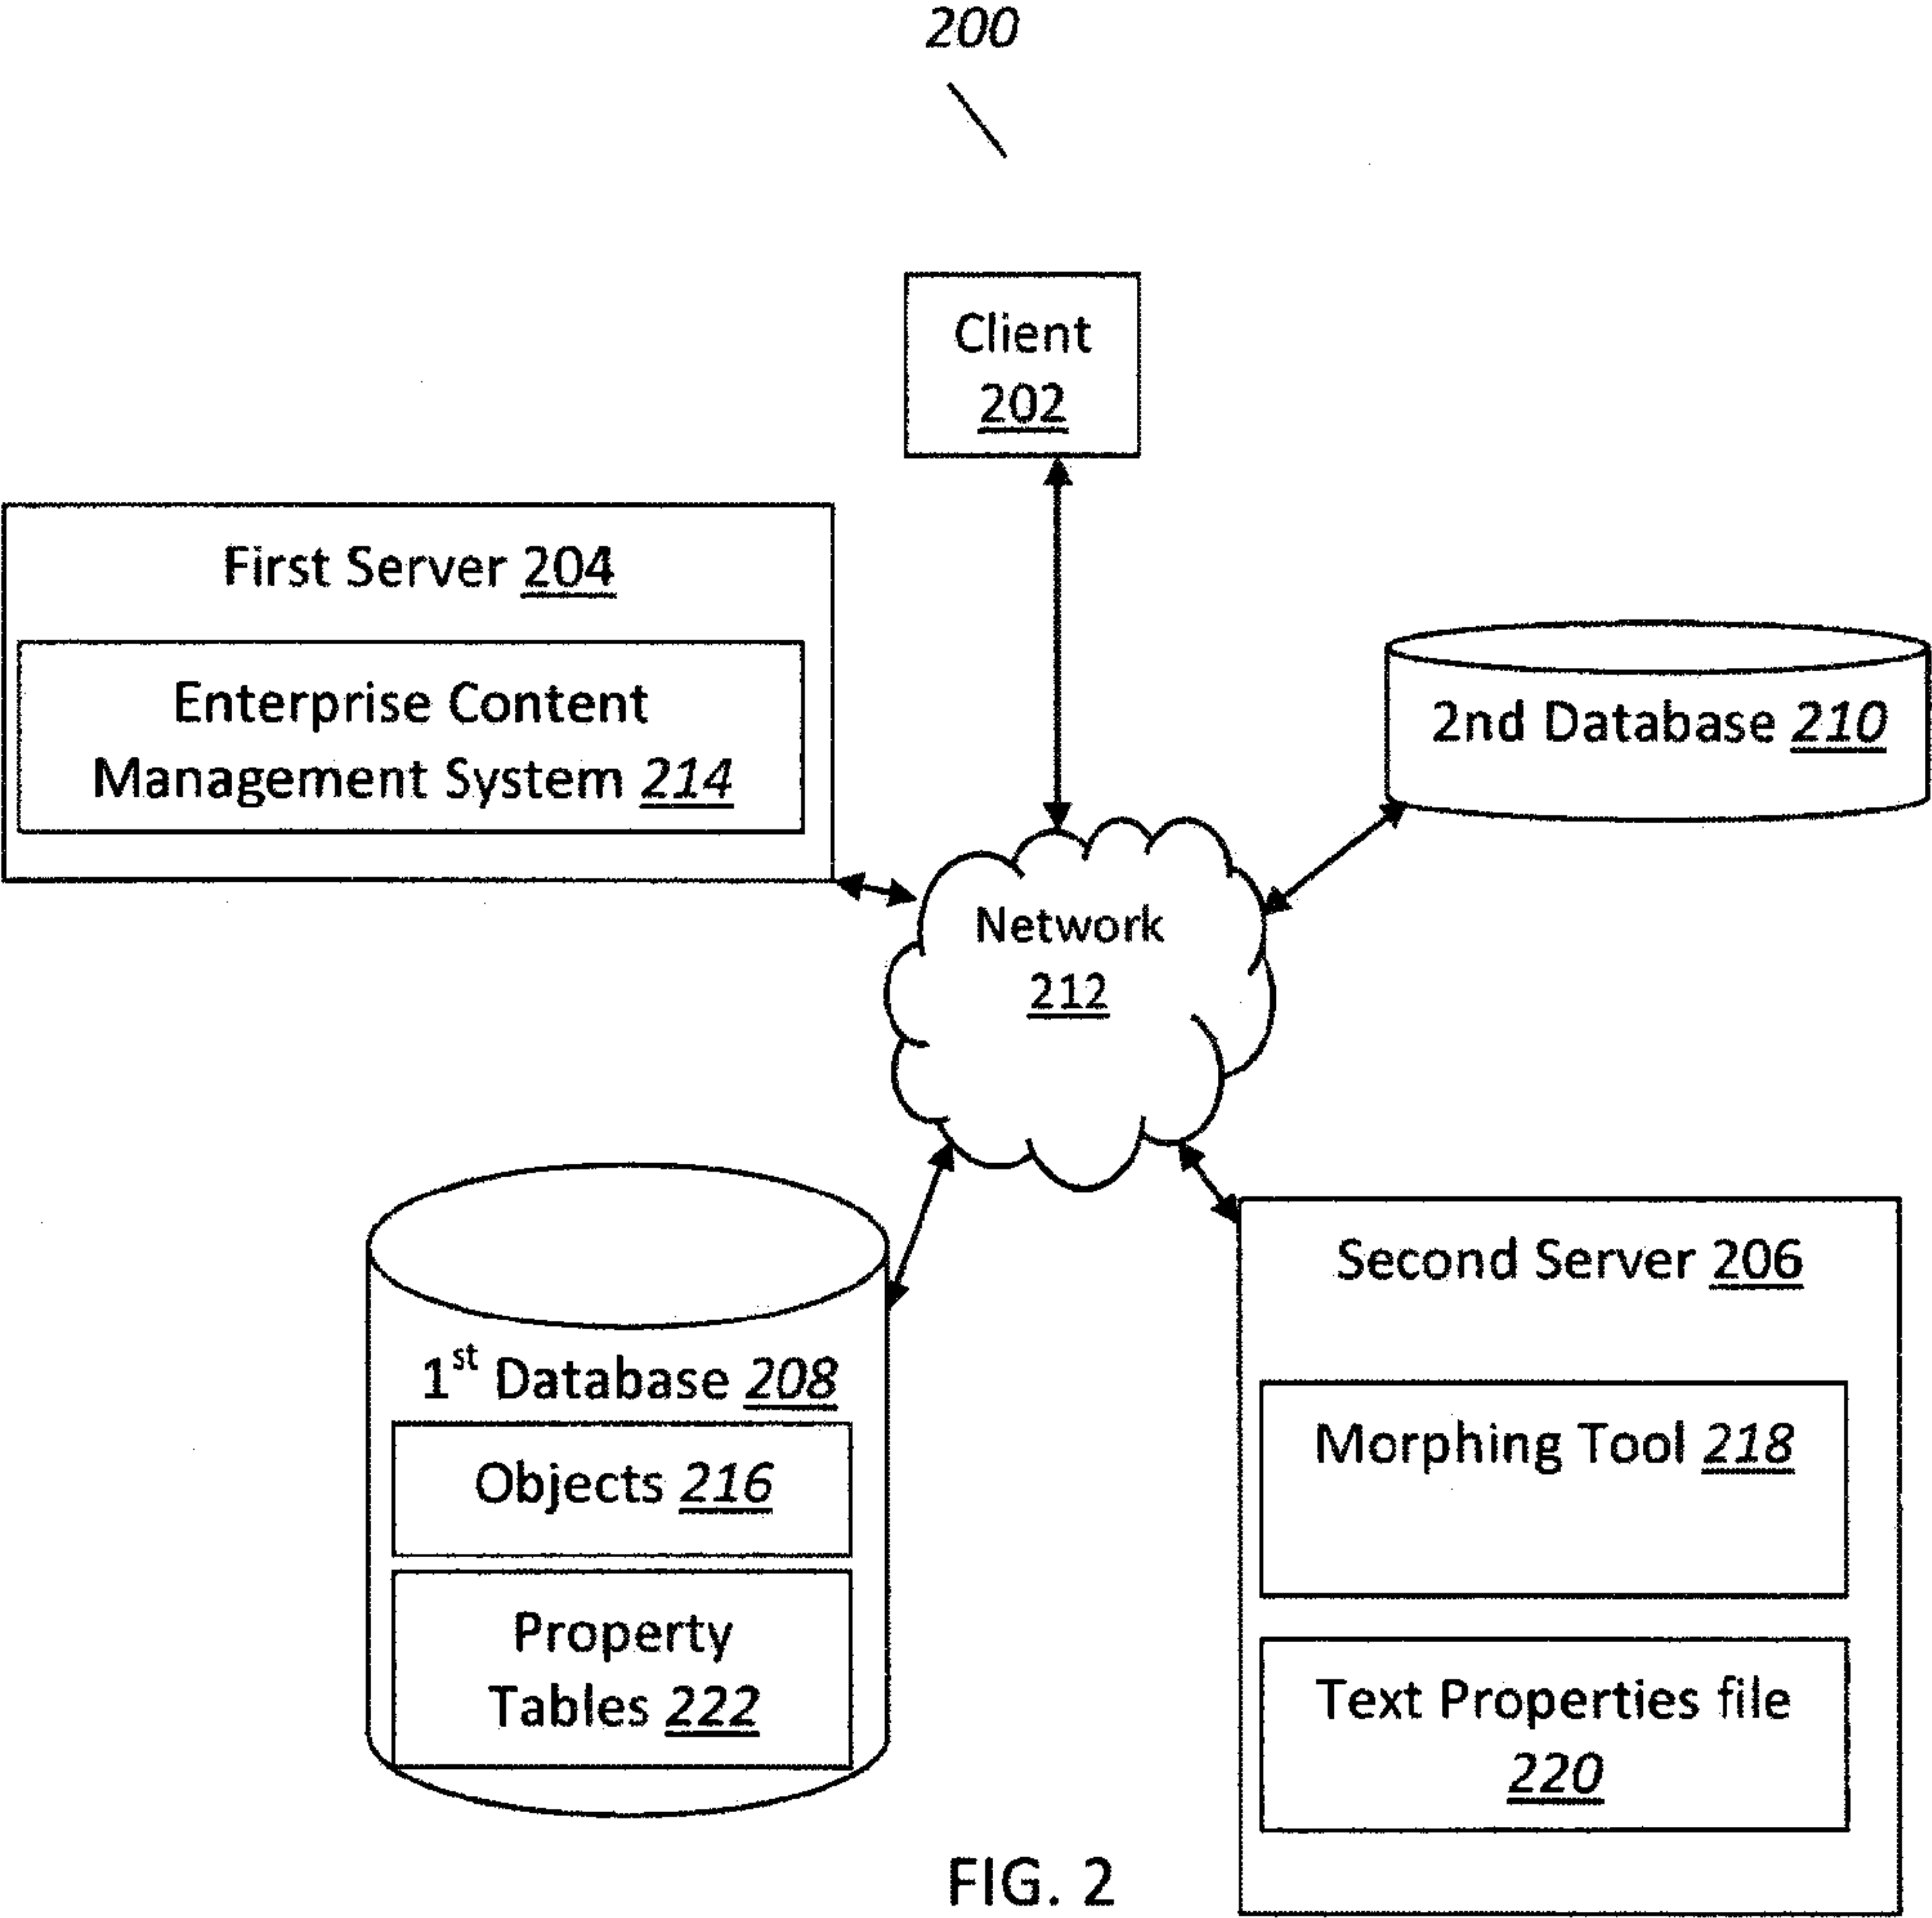 200
Client
202
First Server 204
Enterprise Content
Management System 214
2nd Database 210
Network
212
1st Database 208
Objects 216
Property
Tables 222
Second Server 206
Morphing Tool 218
Text Properties file
220
FIG. 2